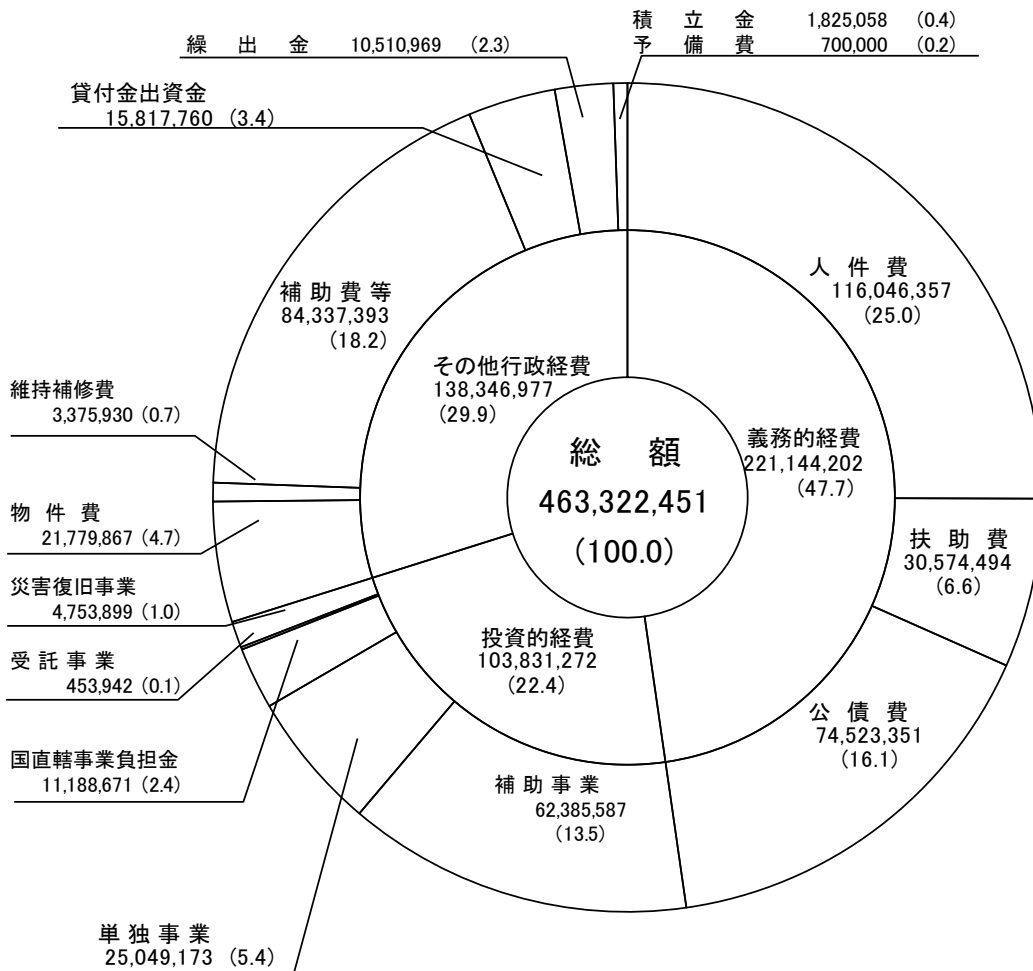 積立金 1,825,058 (0.4)
予備費 700,000 (0.2)
繰出金 10,510,969 (2.3)
貸付金出資金
15,817,760 (3.4)
人件費
116,046,357
(25.0)
補助費等
84,337,393
(18.2)
その他行政経費
138,346,977
(29.9)
維持補修費
3,375,930 (0.7)
総額
463,322,451
(100.0)
義務的経費
221,144,202
(47.7)
物件費
21,779,867 (4.7)
扶助費
30,574,494
(6.6)
災害復旧事業
4,753,899 (1.0)
投資的経費
103,831,272
(22.4)
受託事業
453,942 (0.1)
公債費
74,523,351
(16.1)
国直轄事業負担金
11,188,671 (2.4)
補助事業
62,385,587
(13.5)
単独事業
25,049,173 (5.4)